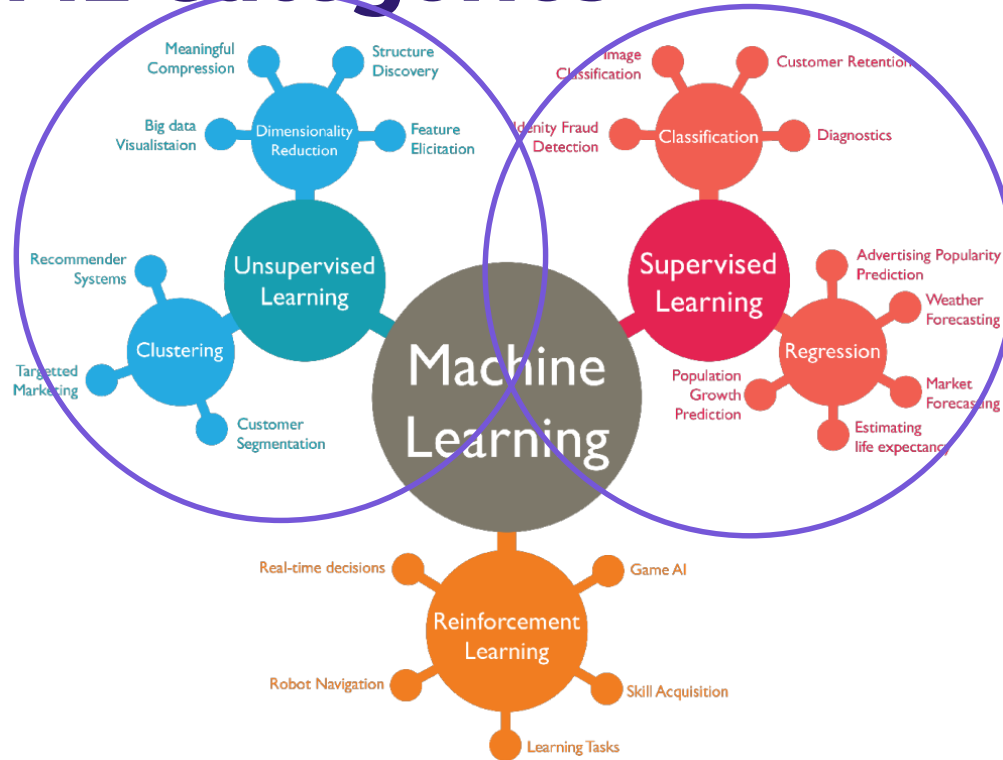 ML Categories
Meaningful
Compression
Structure
Discovery
Big data
Visualistaion
Dimensionality
Reduction
Feature
Elicitation
Unsupervised
Learning
Recommender
Systems
Clustering
Targetted
Marketing
Customer
Segmentation
Image
Classification
Customer Retention
Idenity Fraud
Detection
Classification
Diagnostics
Supervised
Learning
Advertising Popularity
Prediction
Weather
Forecasting
Regression
Population
Growth
Prediction
Market
Forecasting
Estimating
life expectancy
Machine
Learning
Real-time decisions
Game AI
Reinforcement
Learning
Robot Navigation
Skill Acquisition
Learning Tasks